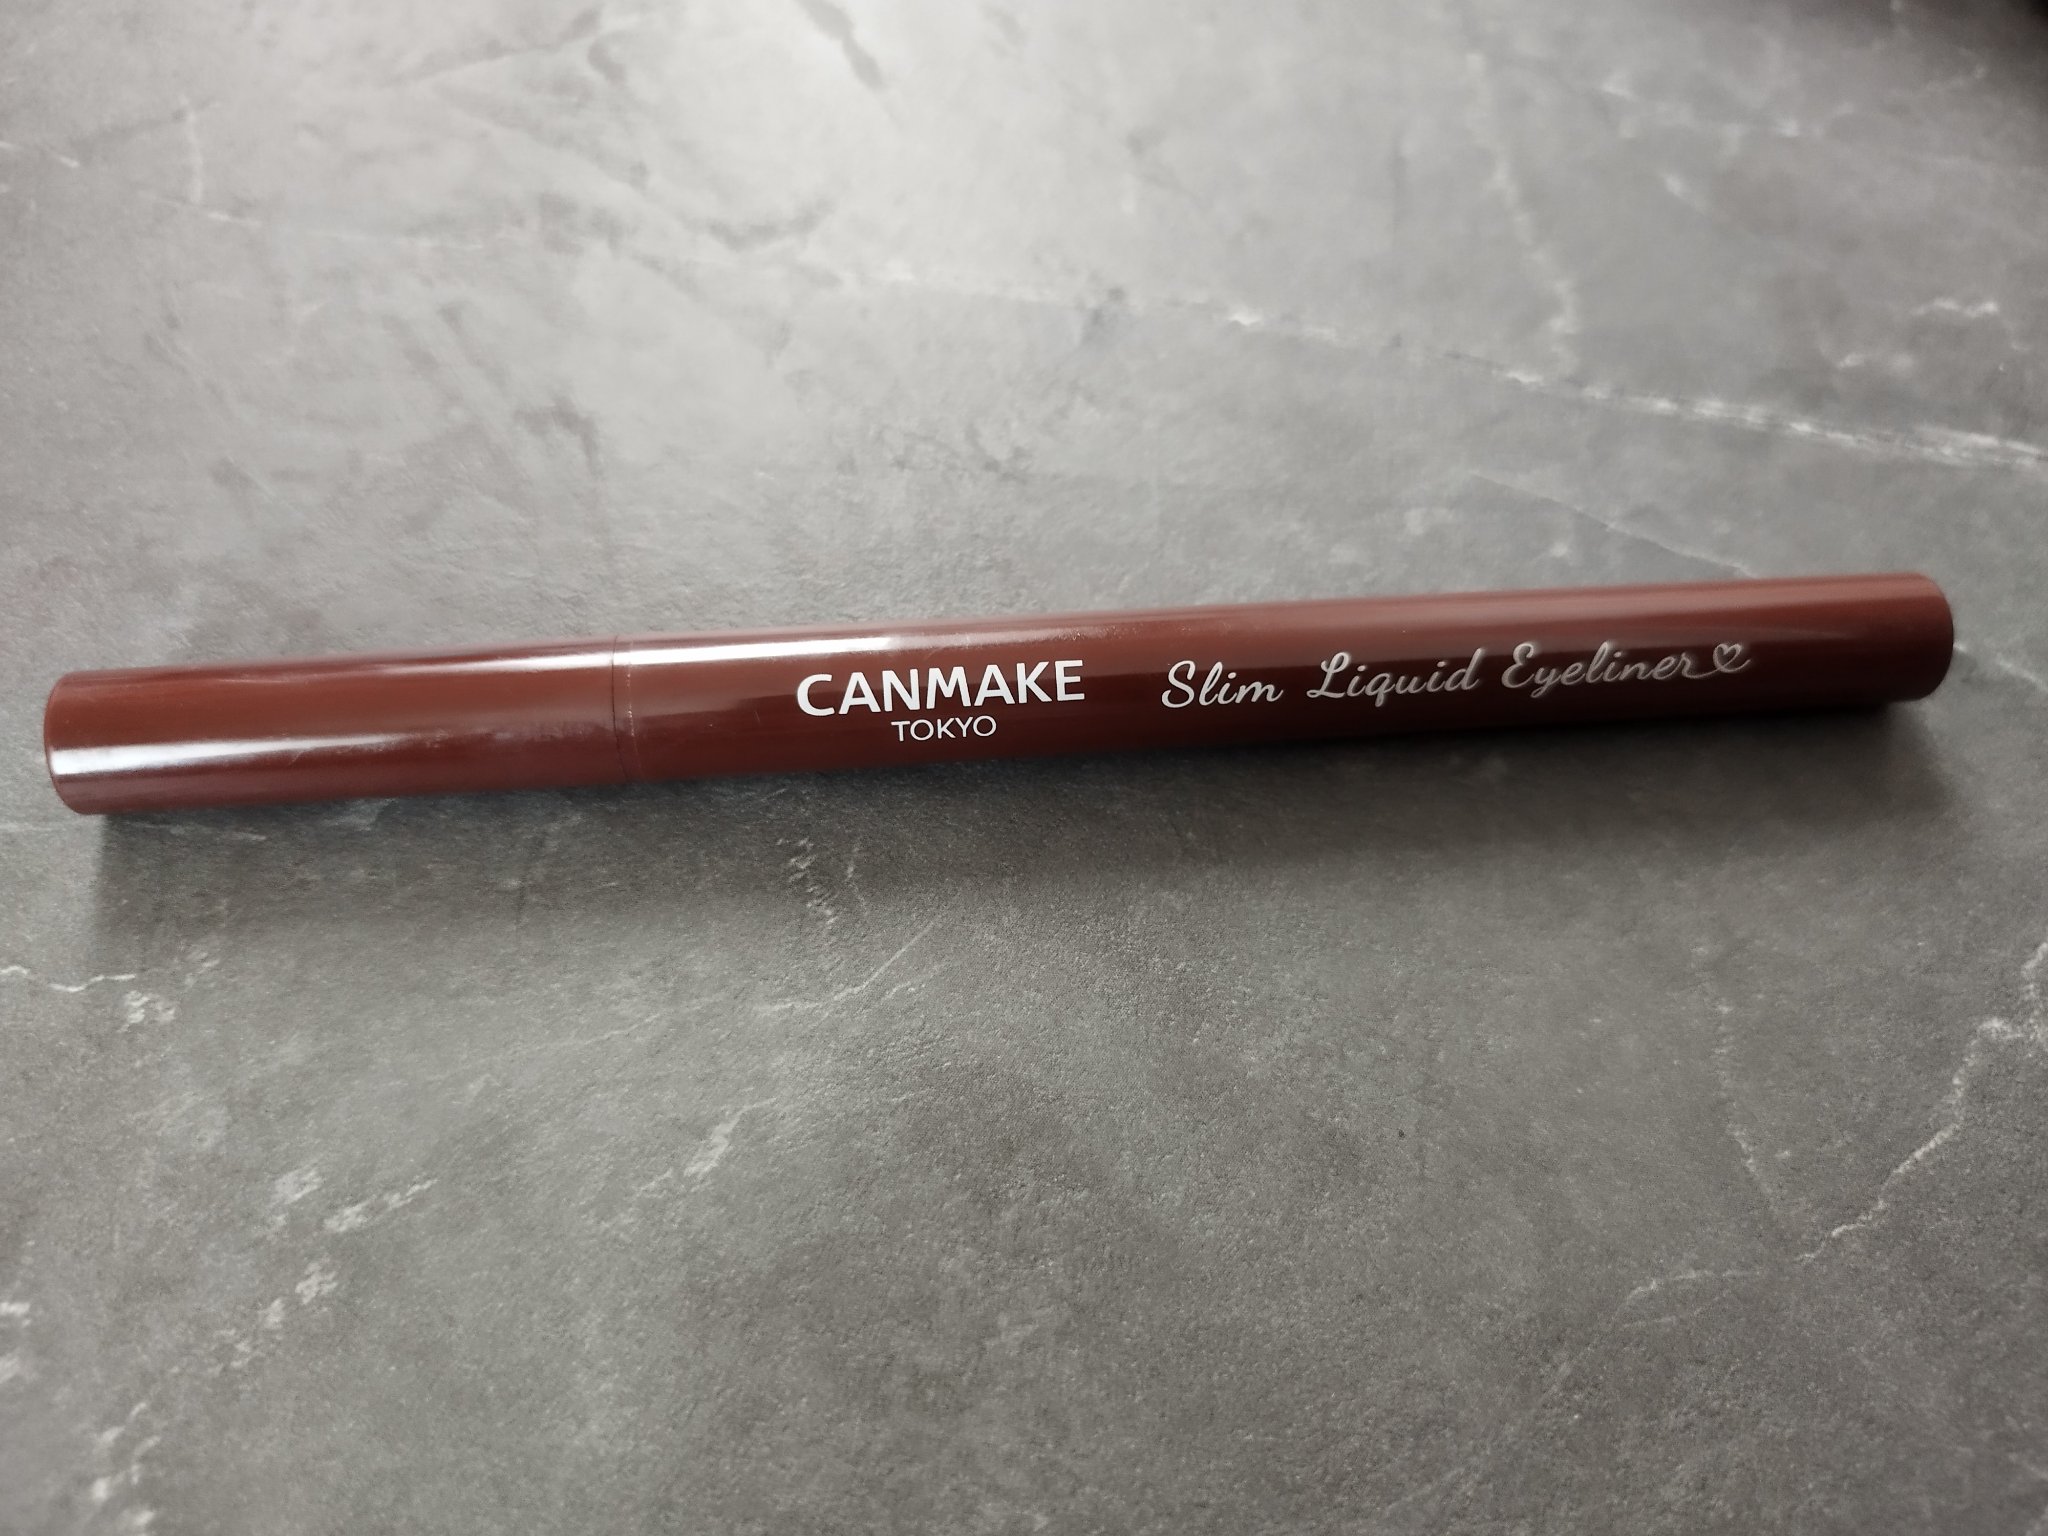 CANMAKE
TOKYO
Slim Liquid Eyeliner♡